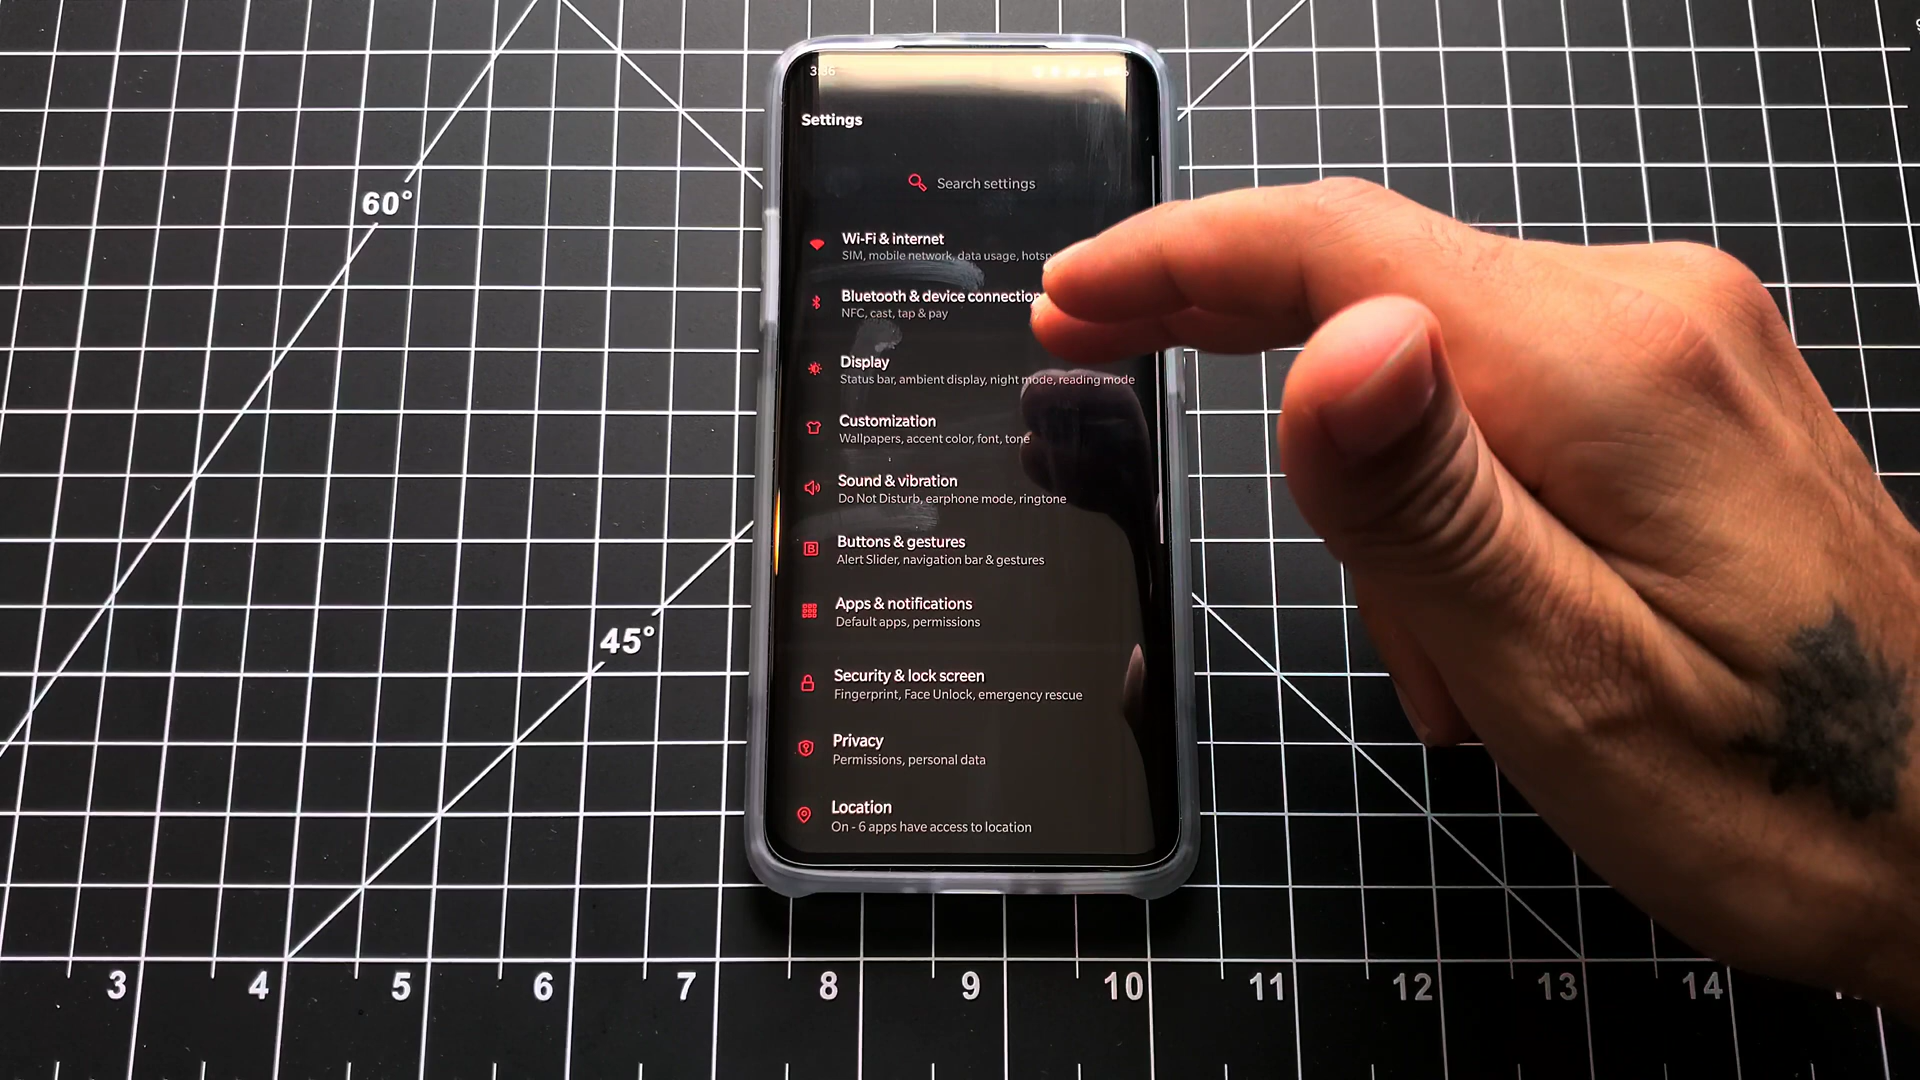 Settings
Search settings
Wi-Fi & internet
SIM, mobile network, data usage,
Bluetooth & device connection
NFC, cast, tap & pay
Display
Status bar, ambient display, night mode, reading mode
Customization
Wallpapers, accent color, font, tone
Sound & vibration
Do Not Disturb, earphone mode, ringtone
Buttons & gestures
Alert Slider, navigation bar & gestures
Apps & notifications
Default apps, permissions
Security & lock screen
Fingerprint, Face Unlock, emergency rescue
Privacy
Permissions, personal data
Location
On - 6 apps have access to location
60°
45°
3 4 5 6 7 8 9 10 11 12 13 14